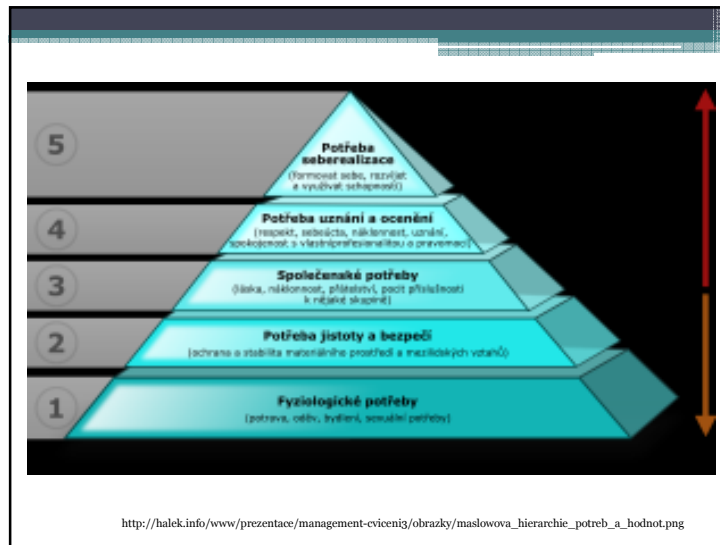 5
Potřeba
seberealizace
(formovat sebe, rozvíjet
a využívat schopnosti)
4
Potřeba uznání a ocenění
(respekt, sebeúcta, náklonnost, uznání,
spokojenost s vlastní profesionalitou a pravomocí)
3
Společenské potřeby
(láska, náklonnost, přátelství, pocit příslušnosti
k nějaké skupině)
2
Potřeba jistoty a bezpečí
(ochrana a stabilita materiálního prostředí a mezilidských vztahů)
1
Fyziologické potřeby
(potrava, oděv, bydlení, sexuální potřeby)
http://halek.info/www/prezentace/management-cviceni3/obrazky/maslowova_hierarchie_potreb_a_hodnot.png